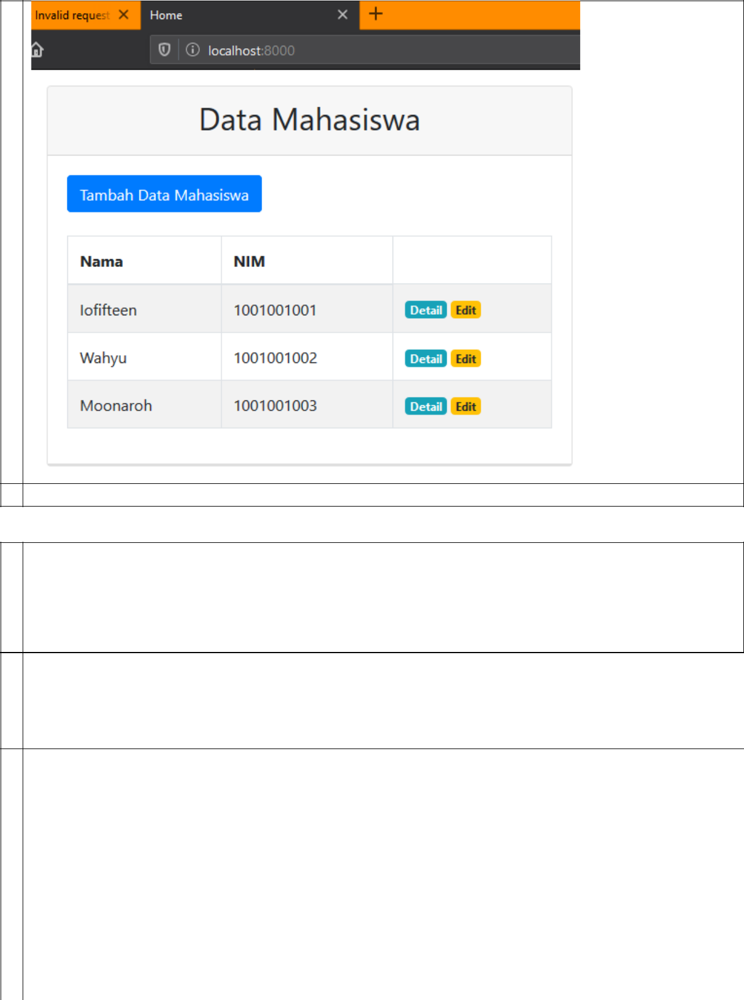 Invalid request
Home
localhost:8000
Data Mahasiswa
Tambah Data Mahasiswa
Nama NIM
Iofifteen 1001001001 Detail Edit
Wahyu 1001001002 Detail Edit
Moonaroh 1001001003 Detail Edit